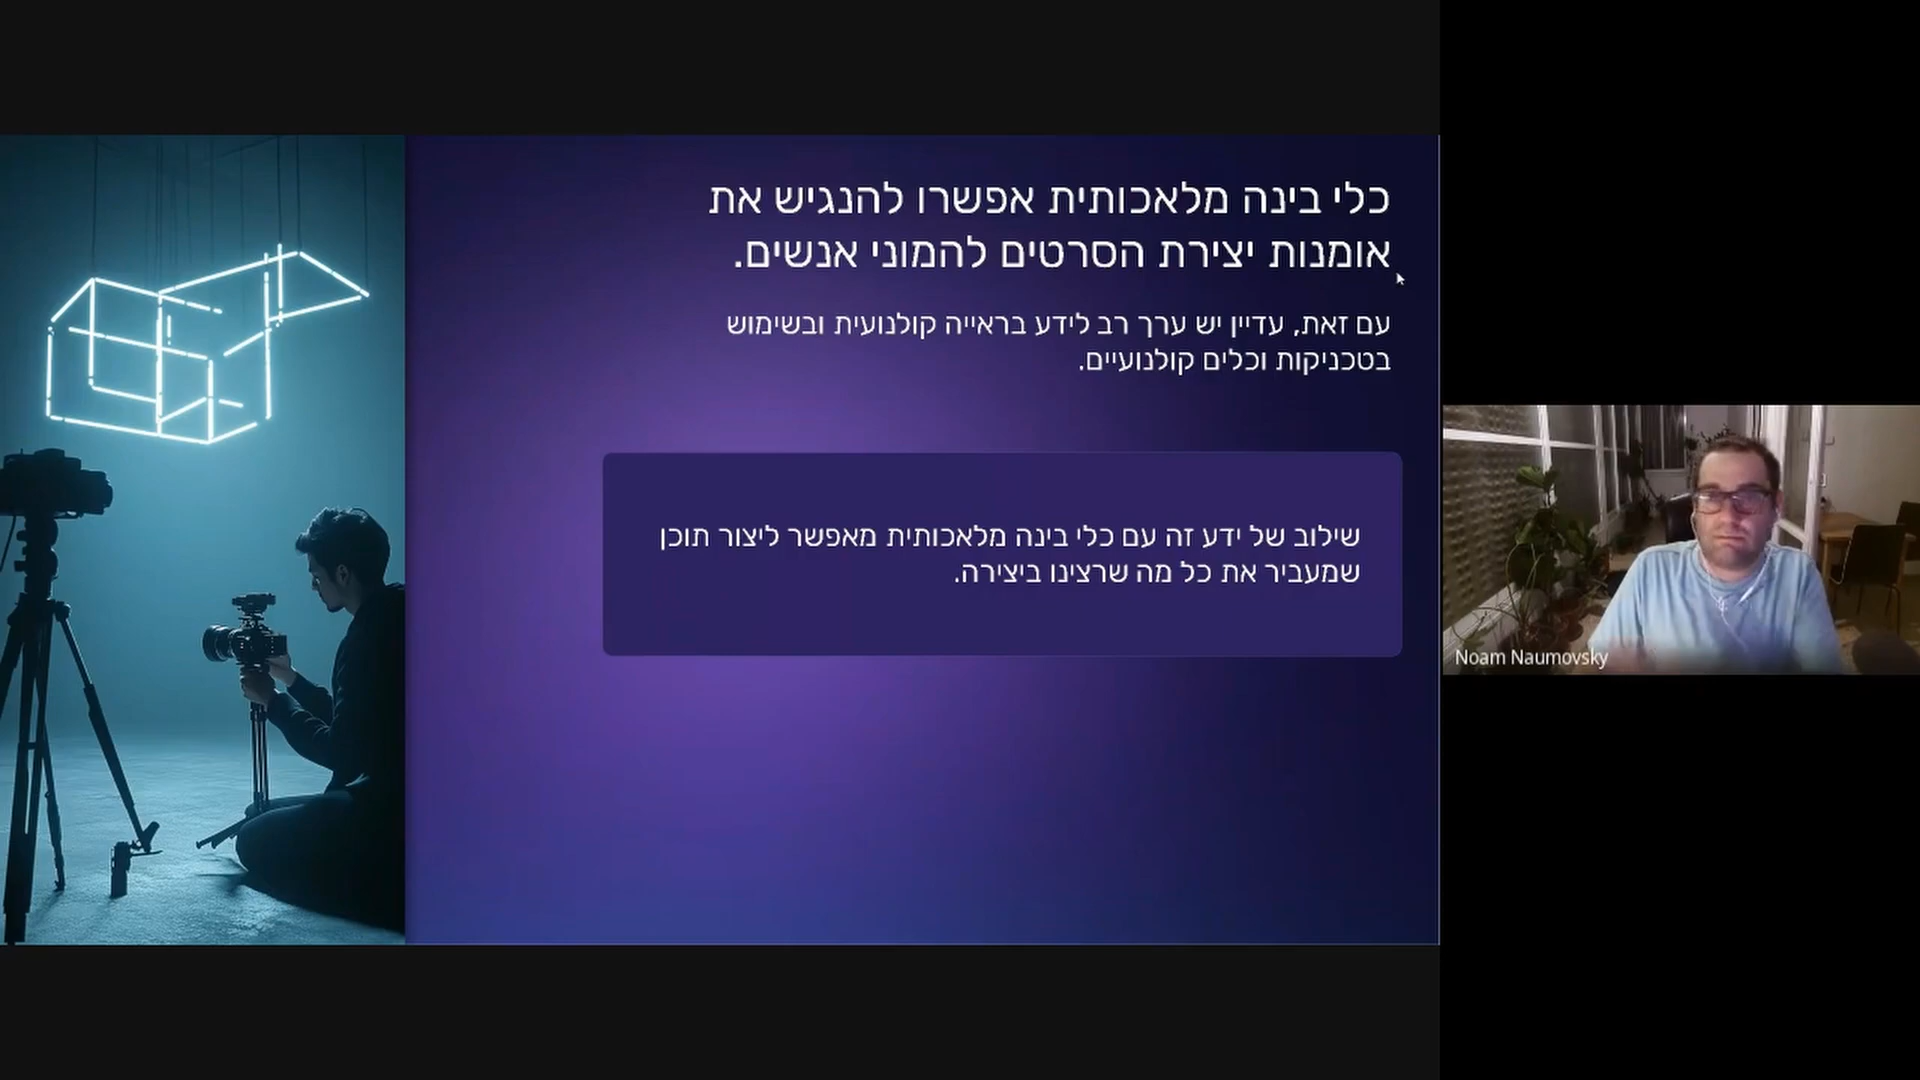 כלי בינה מלאכותית אפשרו להנגיש את
אומנות יצירת הסרטים להמוני אנשים.
עם זאת, עדיין יש ערך רב לידע בראייה קולנועית ובשימוש
בטכניקות וכלים קולנועיים.
שילוב של ידע זה עם כלי בינה מלאכותית מאפשר ליצור תוכן
שמעביר את כל מה שרצינו ביצירה.
Noam Naumovsky